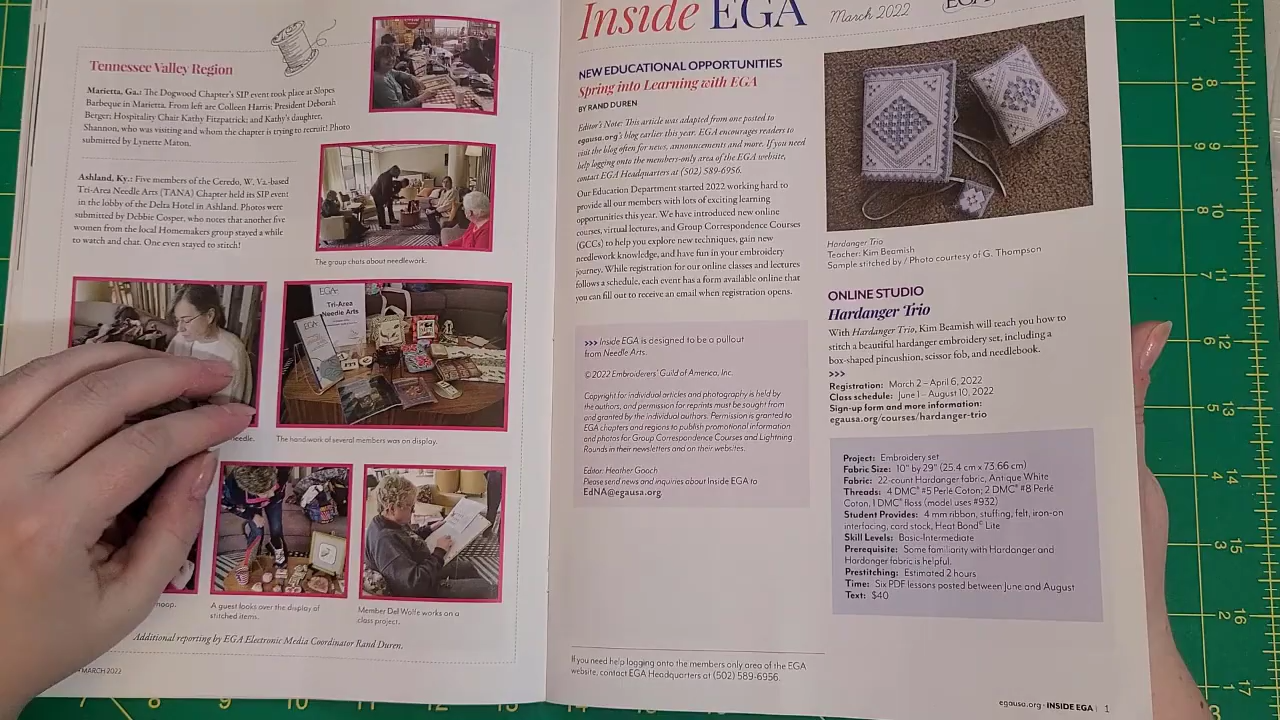 Tennessee Valley Region
Marietta, Ga.: The Dogwood Chapter's SIP event took place at Slopes
Barbeque in Marietta. From left are Colleen Harris; President Deborah
Berger; Hospitality Chair Kathy Fitzpatrick; and Kathy's daughter,
Shannon, who was visiting and whom the chapter is trying to recruit! Photo
submitted by Lynette Maton.
Ashland, Ky.: Five members of the Ceredo, W. Va.-based
Tri-Area Needle Arts (TANA) Chapter held its SIP event
in the lobby of the Delta Hotel in Ashland. Photos were
submitted by Debbie Cosper, who notes that another five
women from the local Homemakers group stayed a while
to watch and chat. One even stayed to stitch!
The group chats about needlework.
EGA
Tri-Area
Needle Arts
EGA
needle.
The handiwork of several members was on display.
hoop.
A guest looks over the display of
stitched items.
Member Del Wolfe works on a
class project.
Additional reporting by EGA Electronic Media Coordinator Rand Duren.
MARCH 2022
Inside EGA
March 2022
EGA
NEW EDUCATIONAL OPPORTUNITIES
Spring into Learning with EGA
BY RAND DUREN
Editor's Note: This article was adapted from one posted to
egausa.org's blog earlier this year. EGA encourages readers to
visit the blog often for news, announcements and more. If you need
help logging onto the members-only area of the EGA website,
contact EGA Headquarters at (502) 589-6956.
Our Education Department started 2022 working hard to
provide all our members with lots of exciting learning
opportunities this year. We have introduced new online
courses, virtual lectures, and Group Correspondence Courses
(GCCs) to help you explore new techniques, gain new
needlework knowledge, and have fun in your embroidery
journey. While registration for our online classes and lectures
follows a schedule, each event has a form available online that
you can fill out to receive an email when registration opens.
>>> Inside EGA is designed to be a pullout
from Needle Arts.
©2022 Embroiderers' Guild of America, Inc.
Copyright for individual articles and photography is held by
the authors, and permission for reprints must be sought from
and granted by the individual authors. Permission is granted to
EGA chapters and regions to publish promotional information
and photos for Group Correspondence Courses and Lightning
Rounds in their newsletters and on their websites.
Editor: Heather Gooch
Please send news and inquiries about Inside EGA to
EdNA@egausa.org
If you need help logging onto the members only area of the EGA
website, contact EGA Headquarters at (502) 589-6956.
Hardanger Trio
Teacher: Kim Beamish
Sample stitched by / Photo courtesy of G. Thompson
ONLINE STUDIO
Hardanger Trio
With Hardanger Trio, Kim Beamish will teach you how to
stitch a beautiful hardanger embroidery set, including a
box-shaped pincushion, scissor fob, and needlebook.
>>>
Registration: March 2 – April 6, 2022
Class schedule: June 1 – August 10, 2022
Sign-up form and more information:
egausa.org/courses/hardanger-trio
Project: Embroidery set
Fabric Size: 10" by 29" (25.4 cm x 73.66 cm)
Fabric: 22-count Hardanger fabric, Antique White
Threads: 4 DMC® #5 Perlé Coton; 2 DMC® #8 Perlé
Coton, 1 DMC® floss (model uses #932)
Student Provides: 4 mm ribbon, stuffing, felt, iron-on
interfacing, card stock, Heat Bond® Lite
Skill Levels: Basic-Intermediate
Prerequisite: Some familiarity with Hardanger and
Hardanger fabric is helpful.
Prestitching: Estimated 2 hours
Time: Six PDF lessons posted between June and August
Text: $40
egausa.org • INSIDE EGA | 1